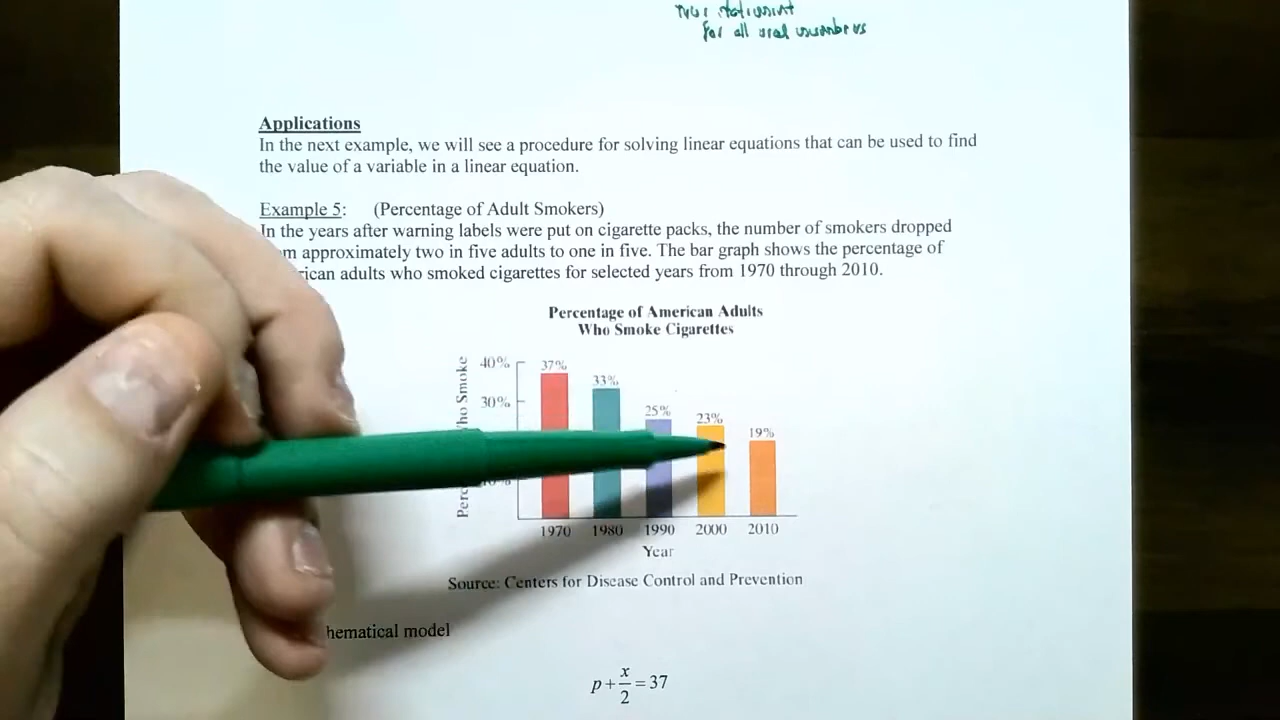 for all real numbers
Applications
In the next example, we will see a procedure for solving linear equations that can be used to find
the value of a variable in a linear equation.
Example 5: (Percentage of Adult Smokers)
In the years after warning labels were put on cigarette packs, the number of smokers dropped
m approximately two in five adults to one in five. The bar graph shows the percentage of
rican adults who smoked cigarettes for selected years from 1970 through 2010.
Percentage of American Adults
Who Smoke Cigarettes
Perc
ho Smoke
40%
30%
37%
33%
25%
23%
19%
1970 1980 1990 2000 2010
Year
Source: Centers for Disease Control and Prevention
hematical model
p + x/2 = 37